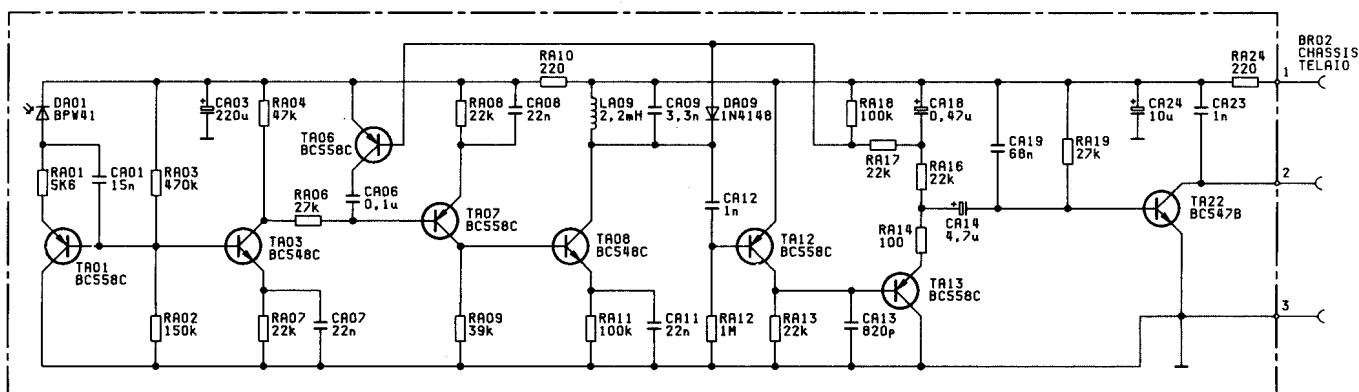 BR02
CHASSIS
TELAIO
RA10
220
RA24
220
1
DA01
BPW41
CA03
220u
RA04
47k
TA06
BC558C
RA08
22k
CA08
22n
LA09
2,2mH
CA09
3,3n
DA09
1N4148
RA18
100k
CA18
0,47u
CA24
10u
CA23
1n
RA01
5K6
CA01
15n
RA03
470k
RA06
27k
CA06
0,1u
RA17
22k
RA16
22k
CA19
68n
RA19
27k
2
TA01
BC558C
TA03
BC548C
TA07
BC558C
TA08
BC548C
CA12
1n
TA12
BC558C
RA14
100
CA14
4,7u
TA22
BC547B
TA13
BC558C
3
RA02
150k
RA07
22k
CA07
22n
RA09
39k
RA11
100k
CA11
22n
RA12
1M
RA13
22k
CA13
820p